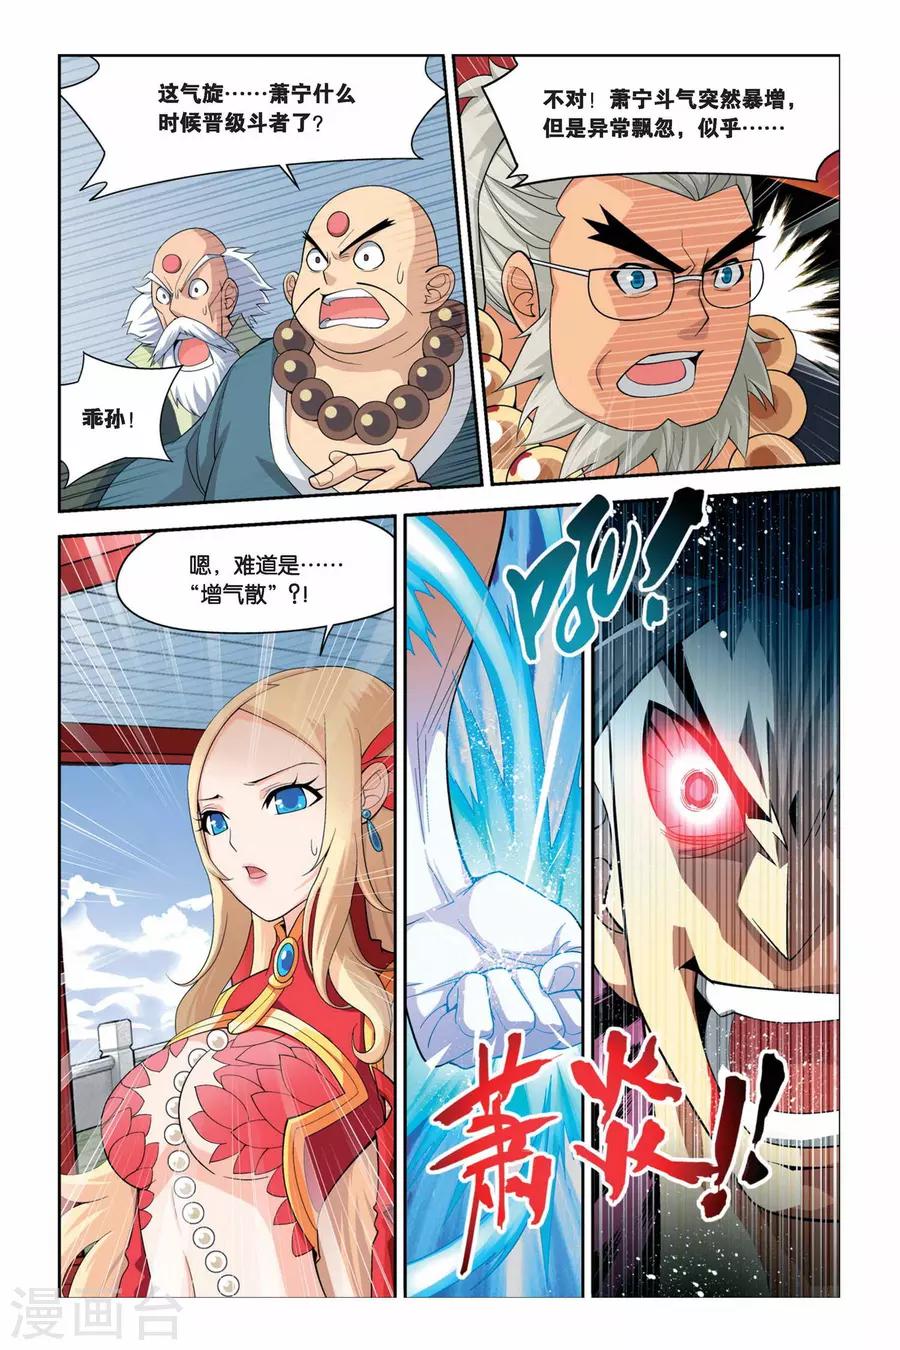 这气旋……萧宁什么
时候晋级斗者了？
乖孙！
不对！萧宁斗气突然暴增，
但是异常飘忽，似乎……
嗯，难道是……
“增气散”？！
吼！
萧炎！！
漫画台